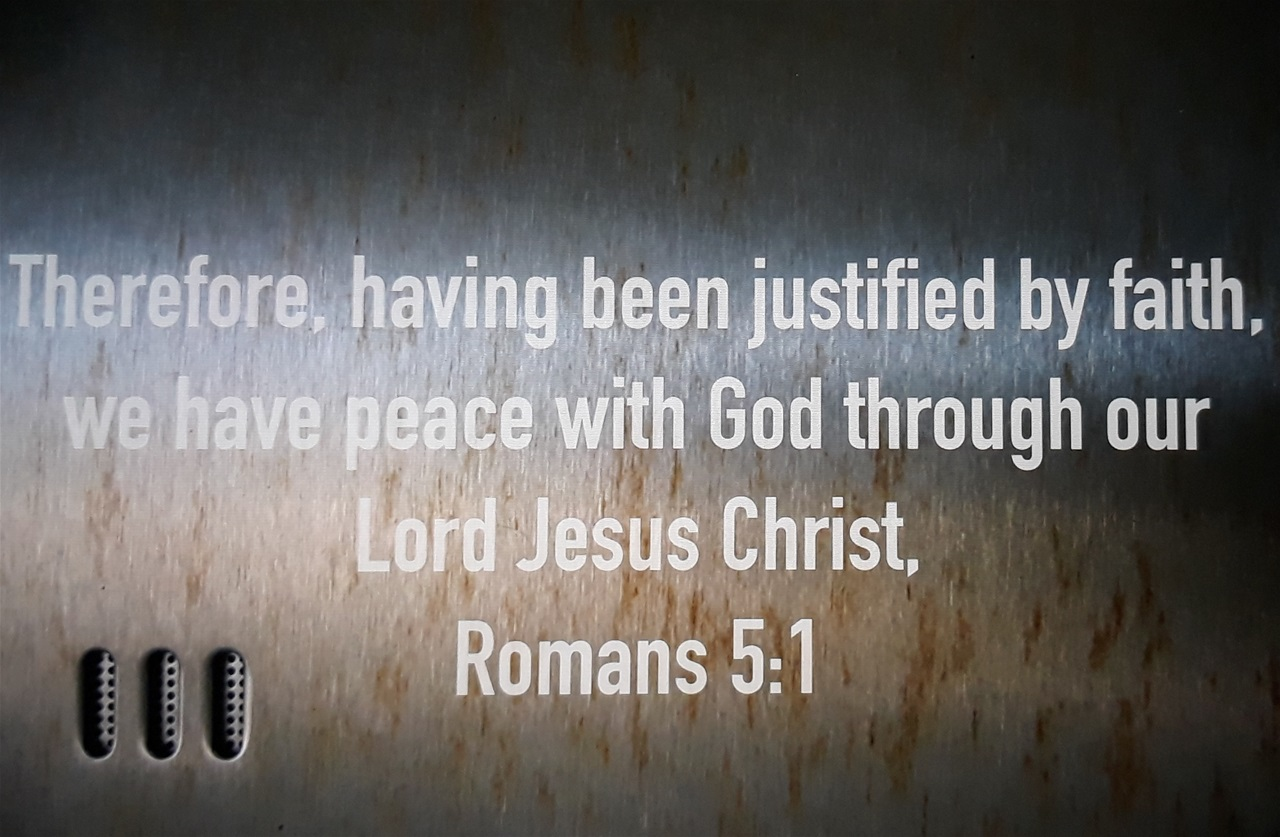 Therefore, having been justified by faith,
we have peace with God through our
Lord Jesus Christ,
Romans 5:1